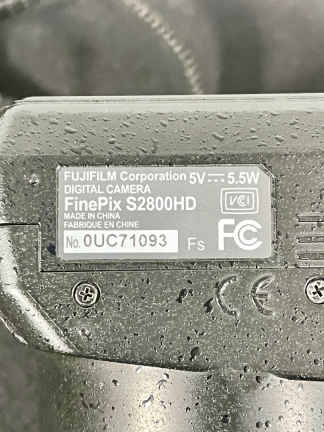 FUJIFILM Corporation 5V⎓5.5W
DIGITAL CAMERA
FinePix S2800HD
MADE IN CHINA
FABRIQUE EN CHINE
VCI
No. 0UC71093 Fs FC
CE